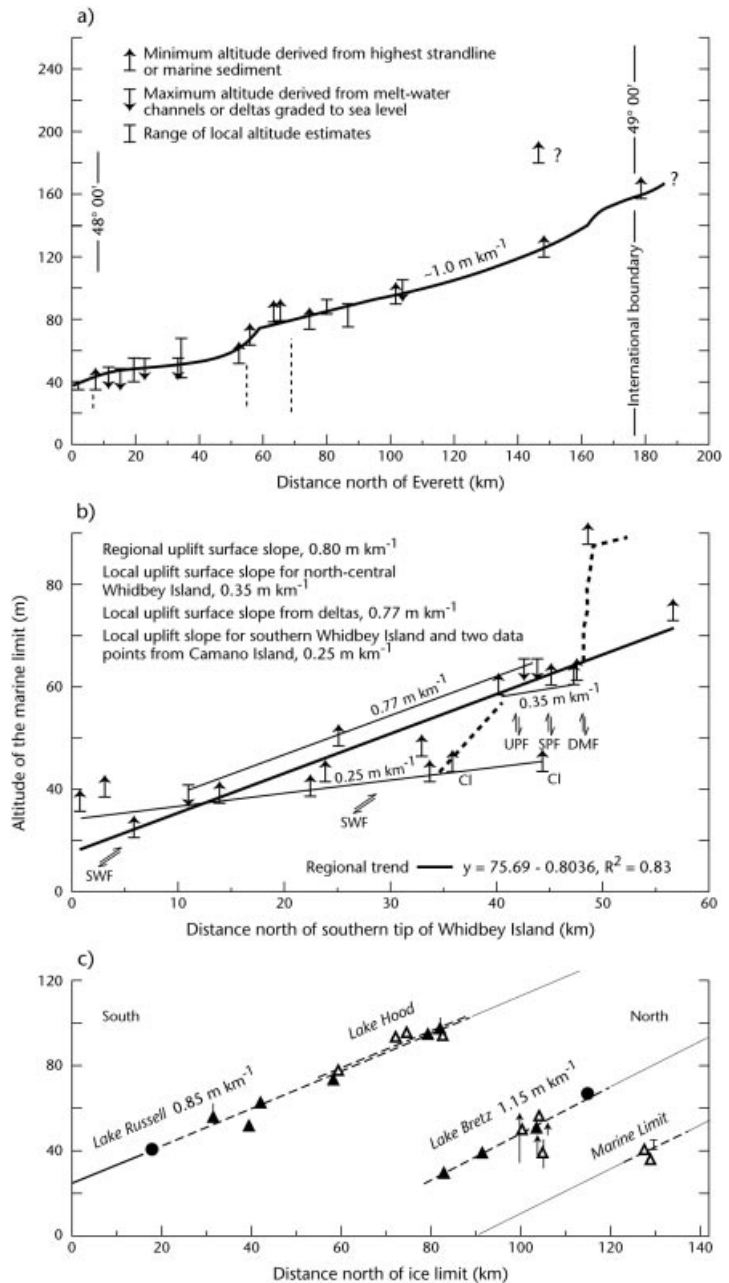 a)
260
240
200
160
120
80
40
0
Minimum altitude derived from highest strandline
or marine sediment
Maximum altitude derived from melt-water
channels or deltas graded to sea level
Range of local altitude estimates
48° 00'
49° 00'
?
?
~1.0 m km-1
International boundary
0 20 40 60 80 100 120 140 160 180 200
Distance north of Everett (km)
b)
Altitude of the marine limit (m)
80
60
40
20
0
Regional uplift surface slope, 0.80 m km-1
Local uplift surface slope for north-central
Whidbey Island, 0.35 m km-1
Local uplift surface slope from deltas, 0.77 m km-1
Local uplift slope for southern Whidbey Island and two data
points from Camano Island, 0.25 m km-1
0.77 m km-1
0.35 m km-1
UPF SPF DMF
0.25 m km-1
CI
CI
SWF
SWF
Regional trend y = 75.69 - 0.8036, R2 = 0.83
0 10 20 30 40 50 60
Distance north of southern tip of Whidbey Island (km)
c)
120
80
60
40
0
South
North
Lake Hood
Lake Russell 0.85 m km-1
Lake Bretz 1.15 m km-1
Marine Limit
0 20 40 60 80 100 120 140
Distance north of ice limit (km)